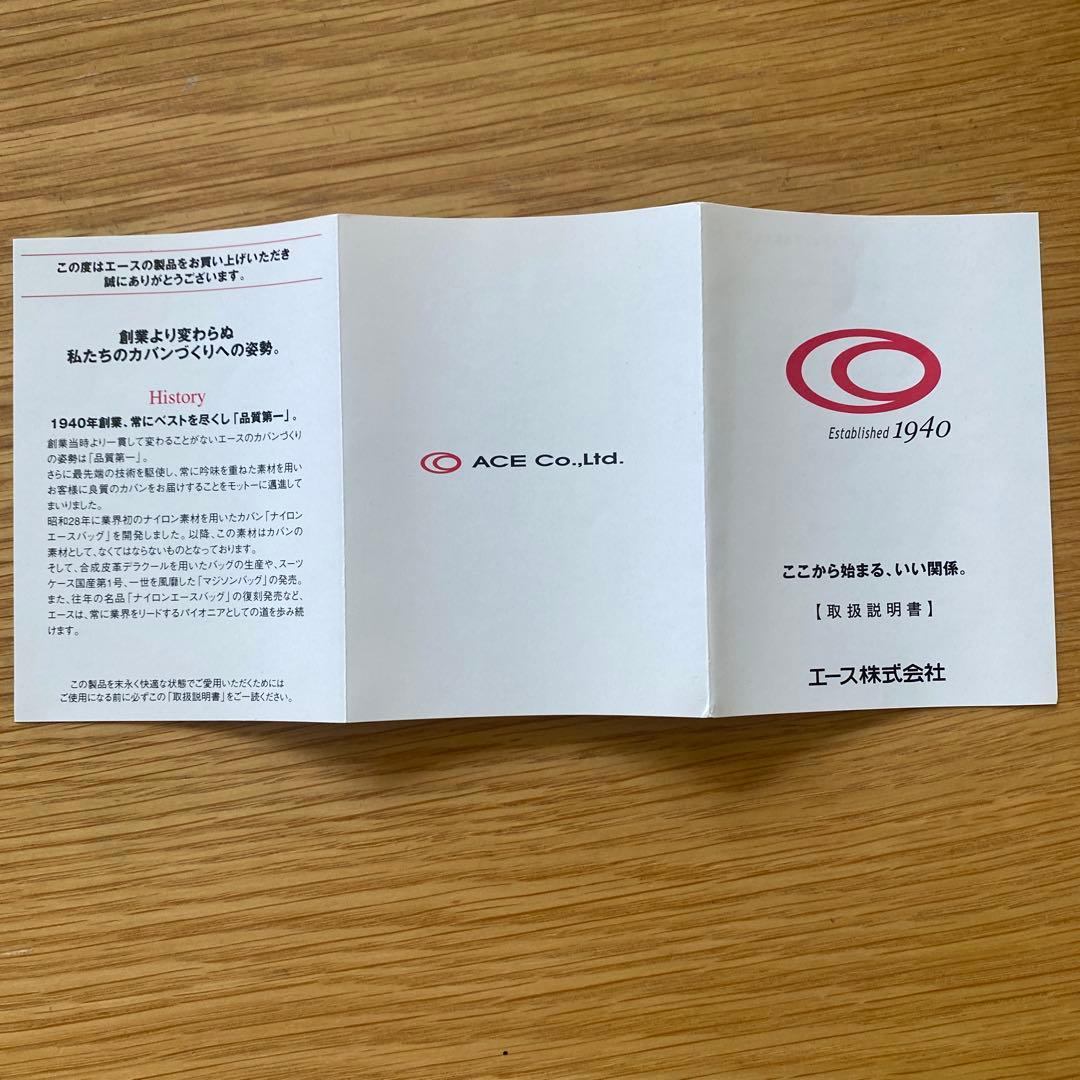 この度はエースの製品をお買い上げいただき
誠にありがとうございます。
創業より変わらぬ
私たちのカバンづくりへの姿勢。
History
1940年創業、常にベストを尽くし「品質第一」。
創業当時より一貫して変わることがないエースのカバンづくり
の姿勢は「品質第一」。
さらに最先端の技術を駆使し、常に吟味を重ねた素材を用い
お客様に良質のカバンをお届けすることをモットーに邁進して
まいりました。
昭和28年に業界初のナイロン素材を用いたカバン「ナイロン
エースバッグ」を開発しました。以降、この素材はカバンの
素材として、なくてはならないものとなっております。
そして、合成皮革デラクールを用いたバッグの生産や、スーツ
ケース国産第1号、一世を風靡した「マジソンバッグ」の発売。
また、往年の名品「ナイロンエースバッグ」の復刻発売など、
エースは、常に業界をリードするパイオニアとしての道を歩み続
けます。
この製品を末永く快適な状態でご愛用いただくためには
ご使用になる前に必ずこの「取扱説明書」をご一読ください。
ACE Co.,Ltd.
Established 1940
ここから始まる、いい関係。
【取扱説明書】
エース株式会社